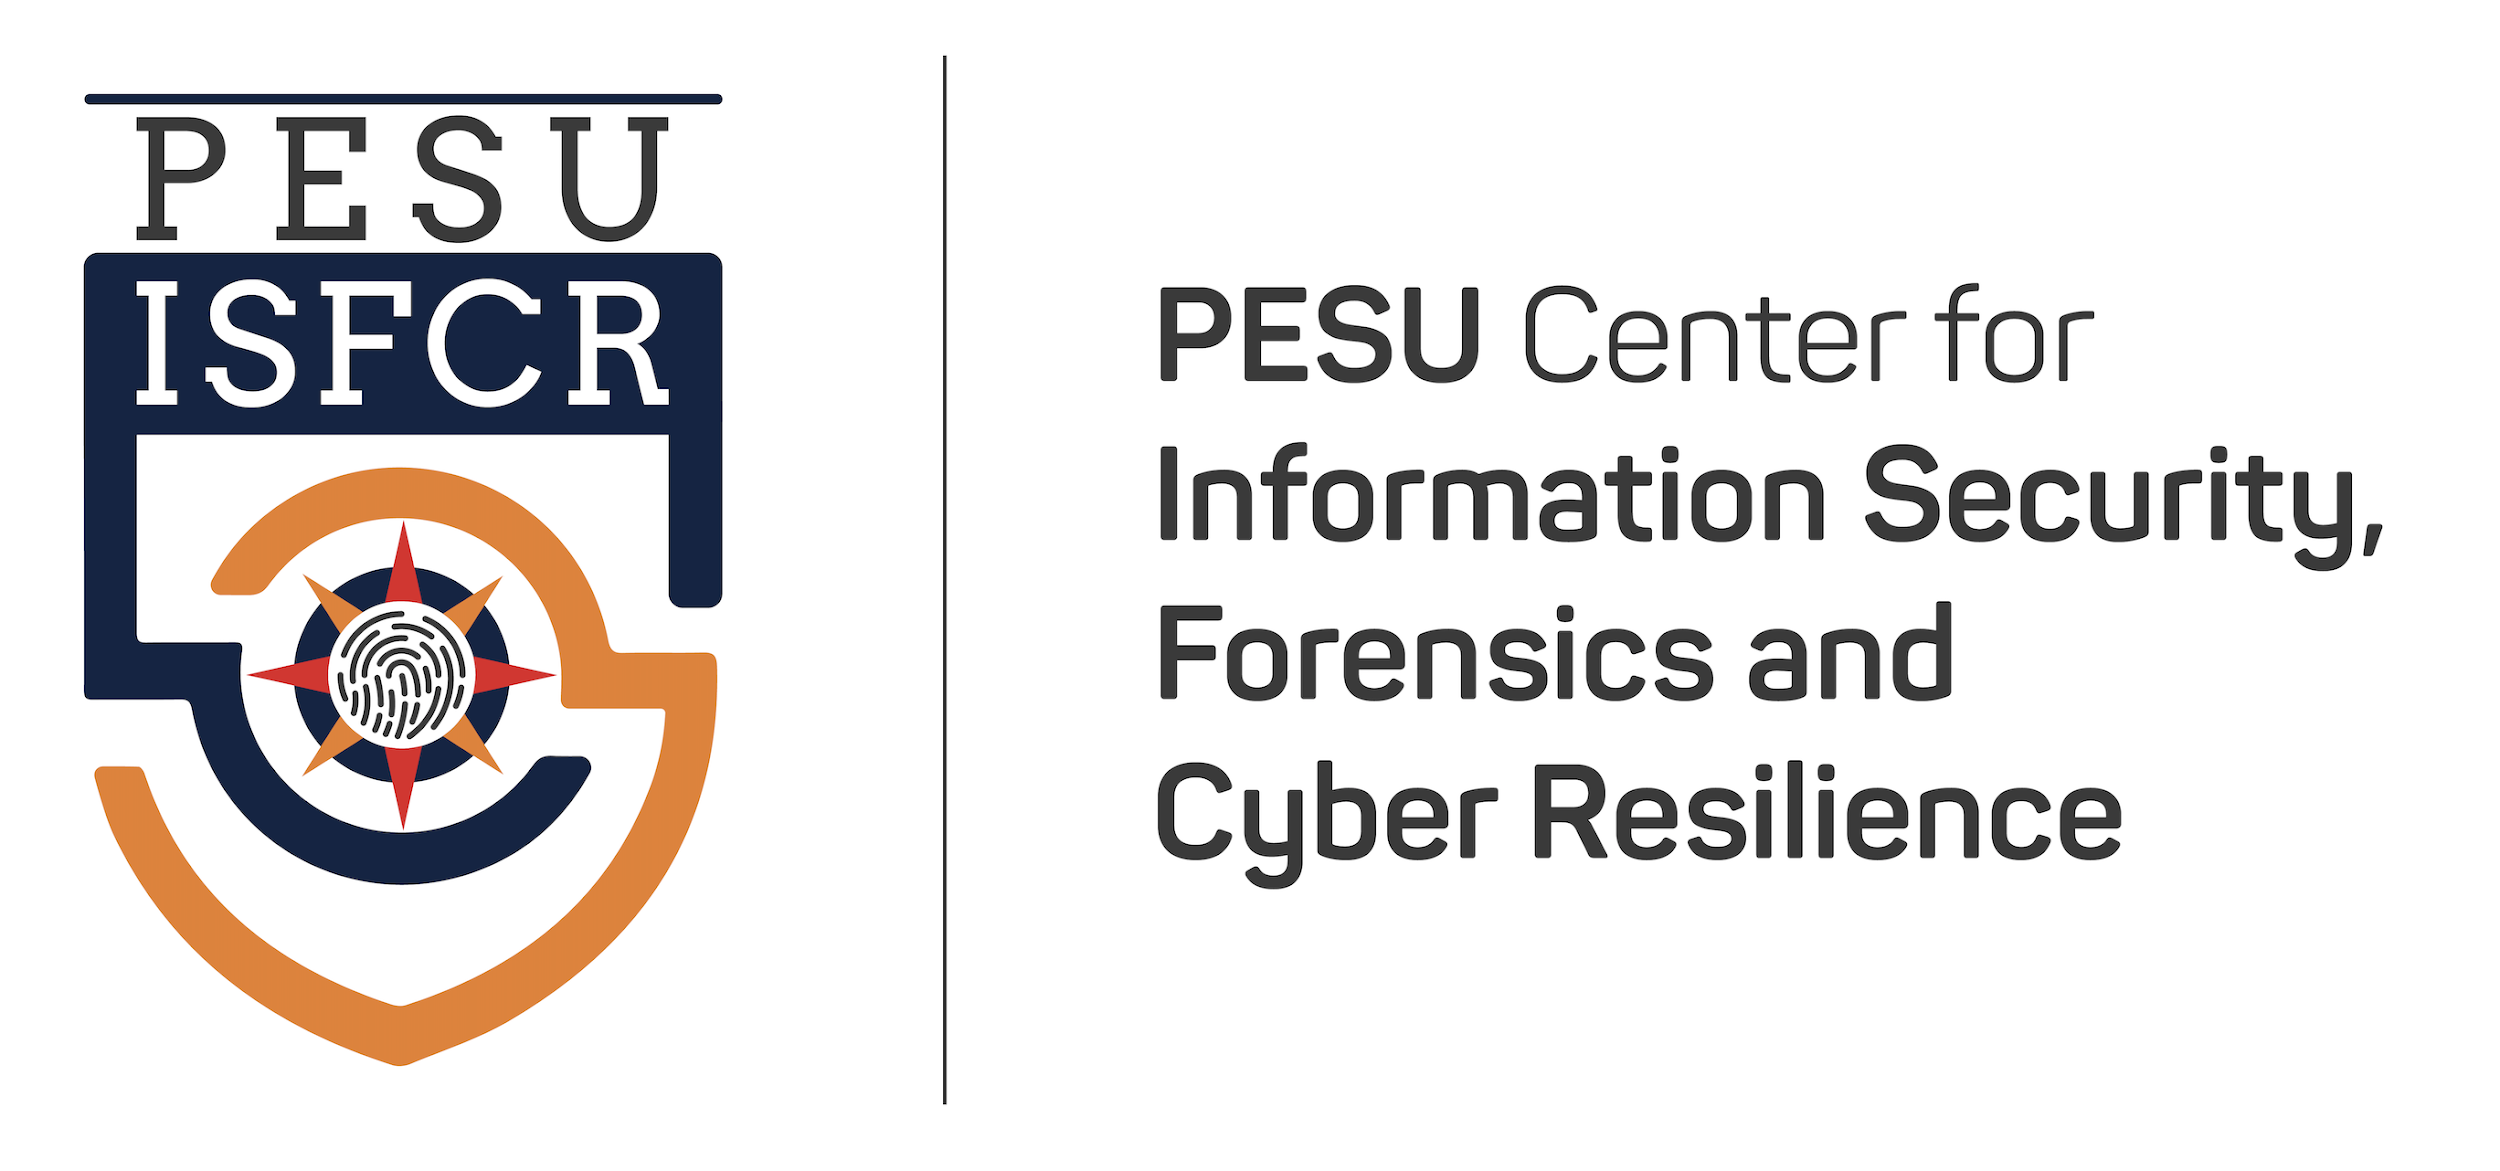 PESU
ISFCR
PESU Center for
Information Security,
Forensics and
Cyber Resilience